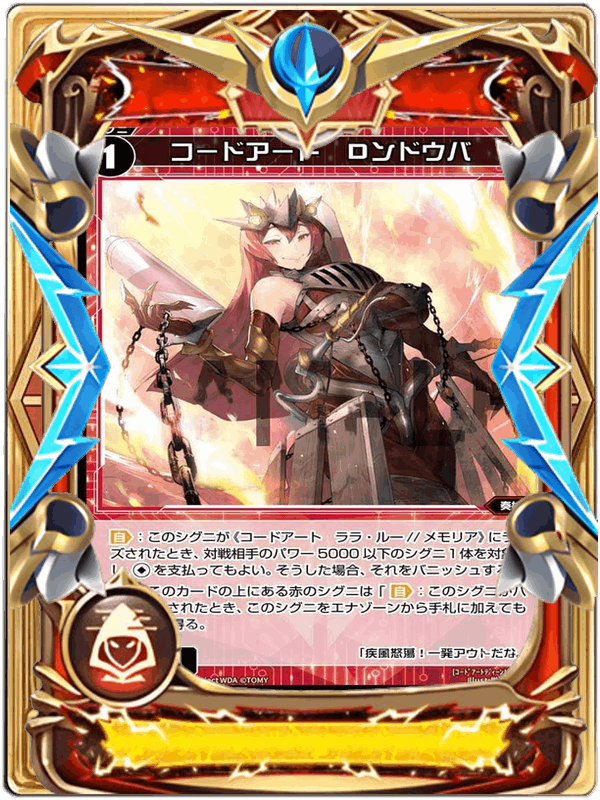 1
コードアート ロンドウバ
自：このシグニが《コードアート ララ・ルー//メモリア》に
ズされたとき、対戦相手のパワー5000以下のシグニ1体を対
し、◆を支払ってもよい。そうした場合、それをバニッシュする
このカードの上にある赤のシグニは「自：このシグニが
されたとき、このシグニをエナゾーンから手札に加えても
得る。
「疾風怒濤！一発アウトだな。
WDA ©TOMY